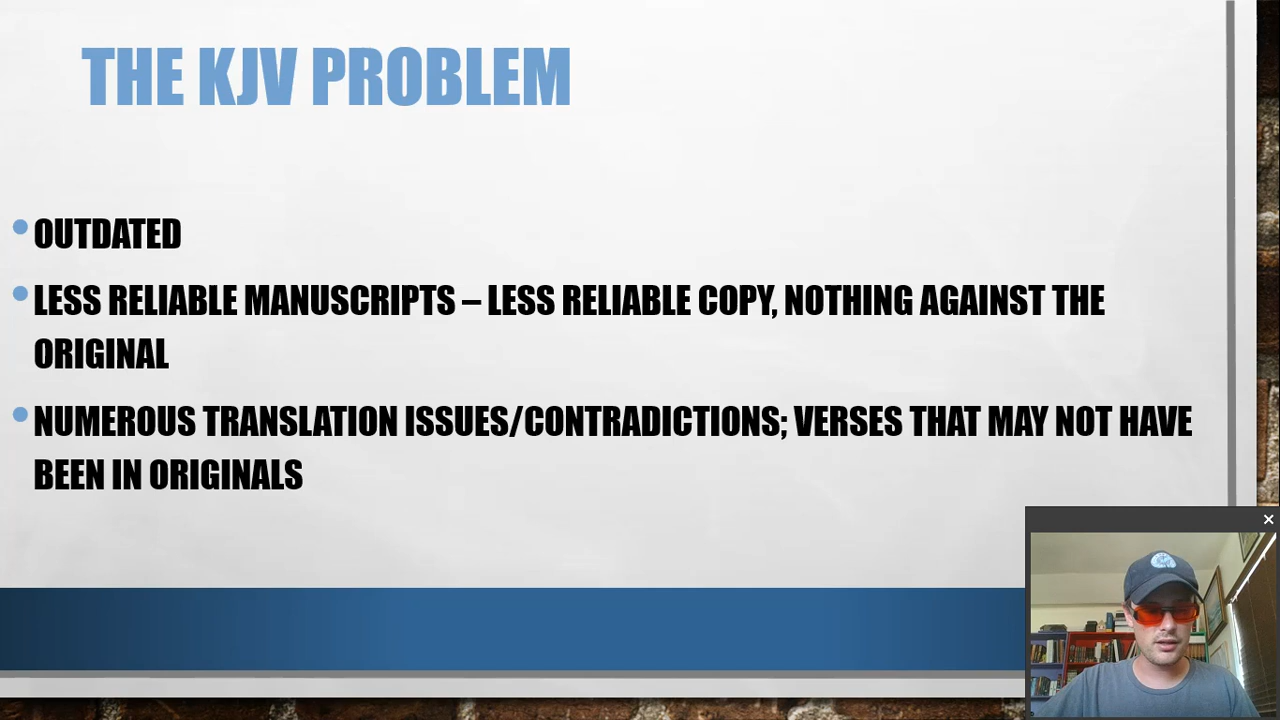 THE KJV PROBLEM
• OUTDATED
• LESS RELIABLE MANUSCRIPTS – LESS RELIABLE COPY, NOTHING AGAINST THE
ORIGINAL
• NUMEROUS TRANSLATION ISSUES/CONTRADICTIONS; VERSES THAT MAY NOT HAVE
BEEN IN ORIGINALS